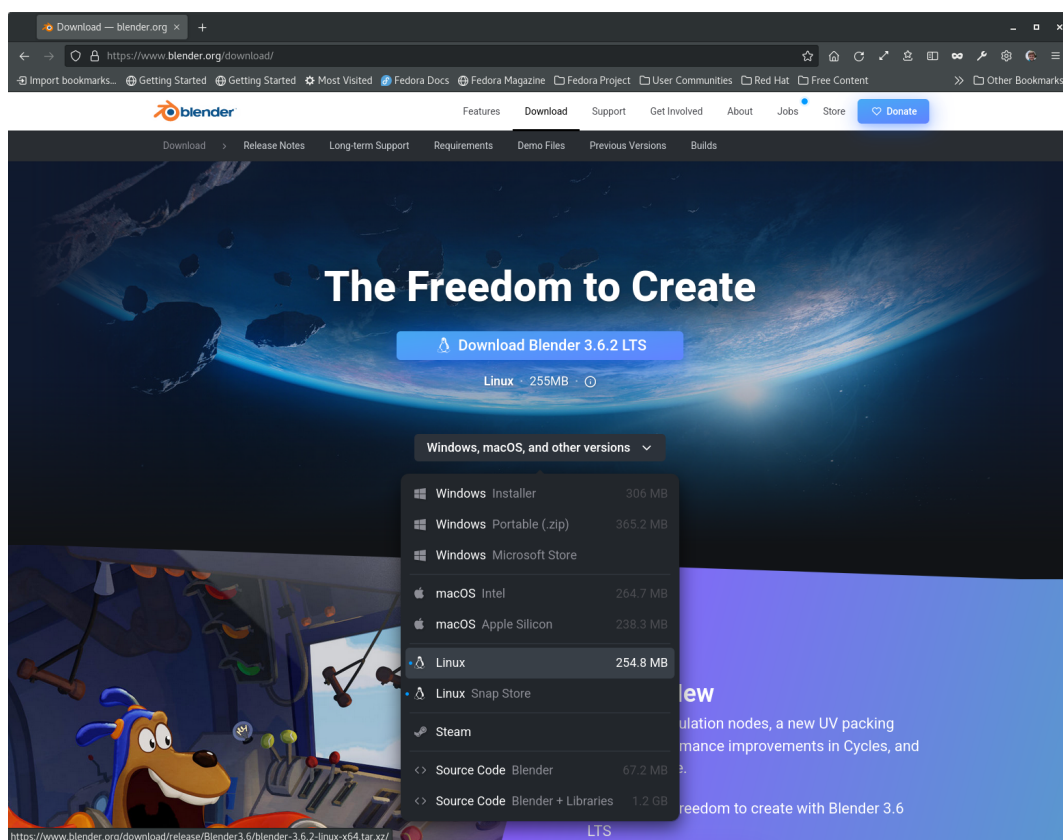 Download — blender.org × +
https://www.blender.org/download/
Import bookmarks... Getting Started Getting Started Most Visited Fedora Docs Fedora Magazine Fedora Project User Communities Red Hat Free Content Other Bookmarks
blender Features Download Support Get Involved About Jobs Store Donate
Download > Release Notes Long-term Support Requirements Demo Files Previous Versions Builds
The Freedom to Create
Download Blender 3.6.2 LTS
Linux · 255MB ·
Windows, macOS, and other versions
Windows Installer 306 MB
Windows Portable (.zip) 365.2 MB
Windows Microsoft Store
macOS Intel 264.7 MB
macOS Apple Silicon 238.3 MB
Linux 254.8 MB
Linux Snap Store
Steam
Source Code Blender 67.2 MB
Source Code Blender + Libraries 1.2 GB
ew
ulation nodes, a new UV packing
mance improvements in Cycles, and
e.
reedom to create with Blender 3.6
LTS
https://www.blender.org/download/release/Blender3.6/blender-3.6.2-linux-x64.tar.xz/